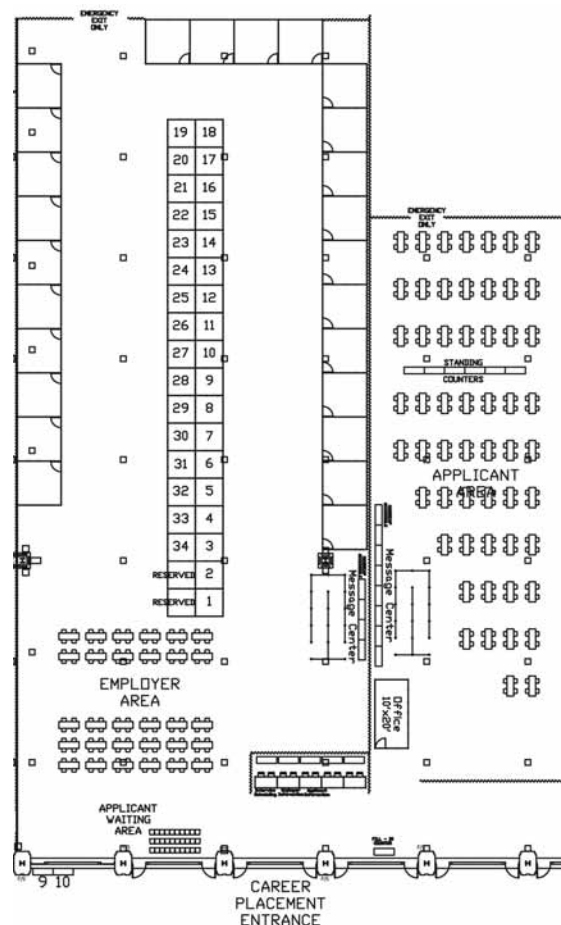 EMERGENCY
EXIT
ONLY
19 18
20 17
21 16
22 15
23 14
24 13
25 12
26 11
27 10
28 9
29 8
30 7
31 6
32 5
33 4
34 3
RESERVED 2
RESERVED 1
EMERGENCY
EXIT
ONLY
STANDING
COUNTERS
APPLICANT
AREA
Message Center
Message Center
EMPLOYER
AREA
Office
10'x20'
APPLICANT
WAITING
AREA
H H H H H H
9 10
CAREER
PLACEMENT
ENTRANCE